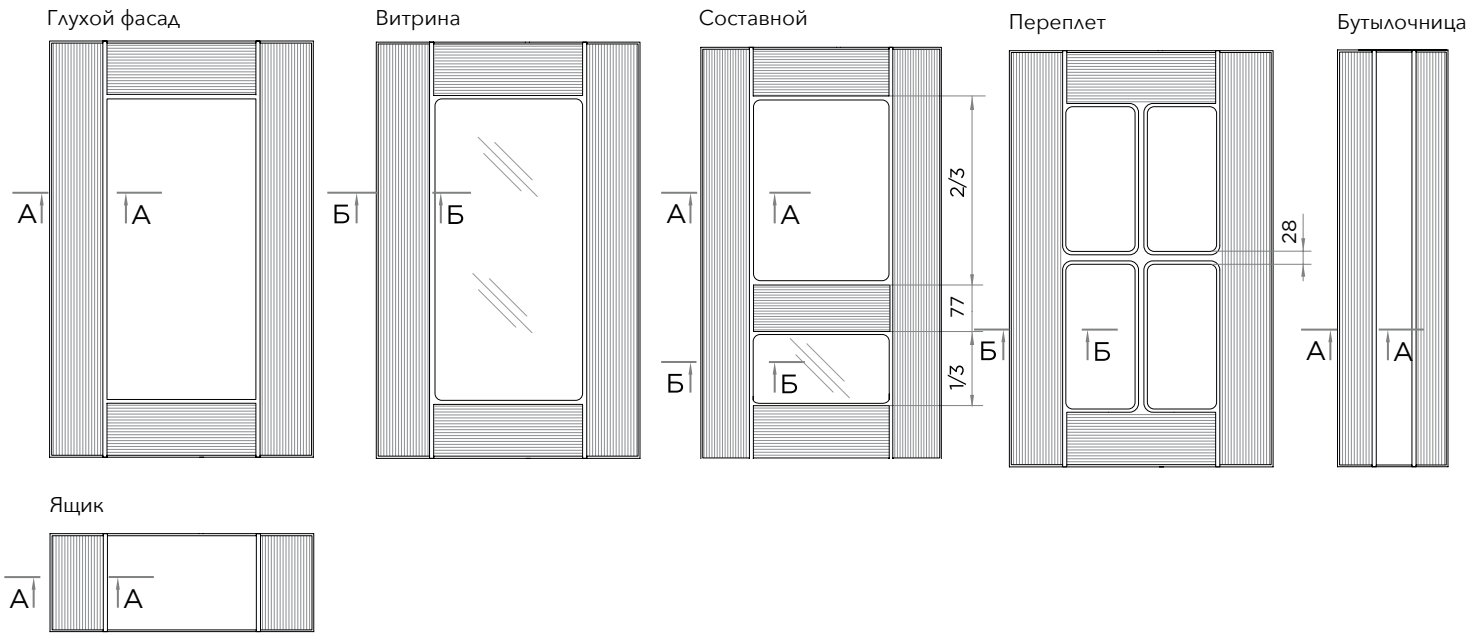 Глухой фасад
Витрина
Составной
Переплет
Бутылочница
А А
Б Б
А А
2/3
77
1/3
Б Б
28
Б Б
А А
Ящик
А А